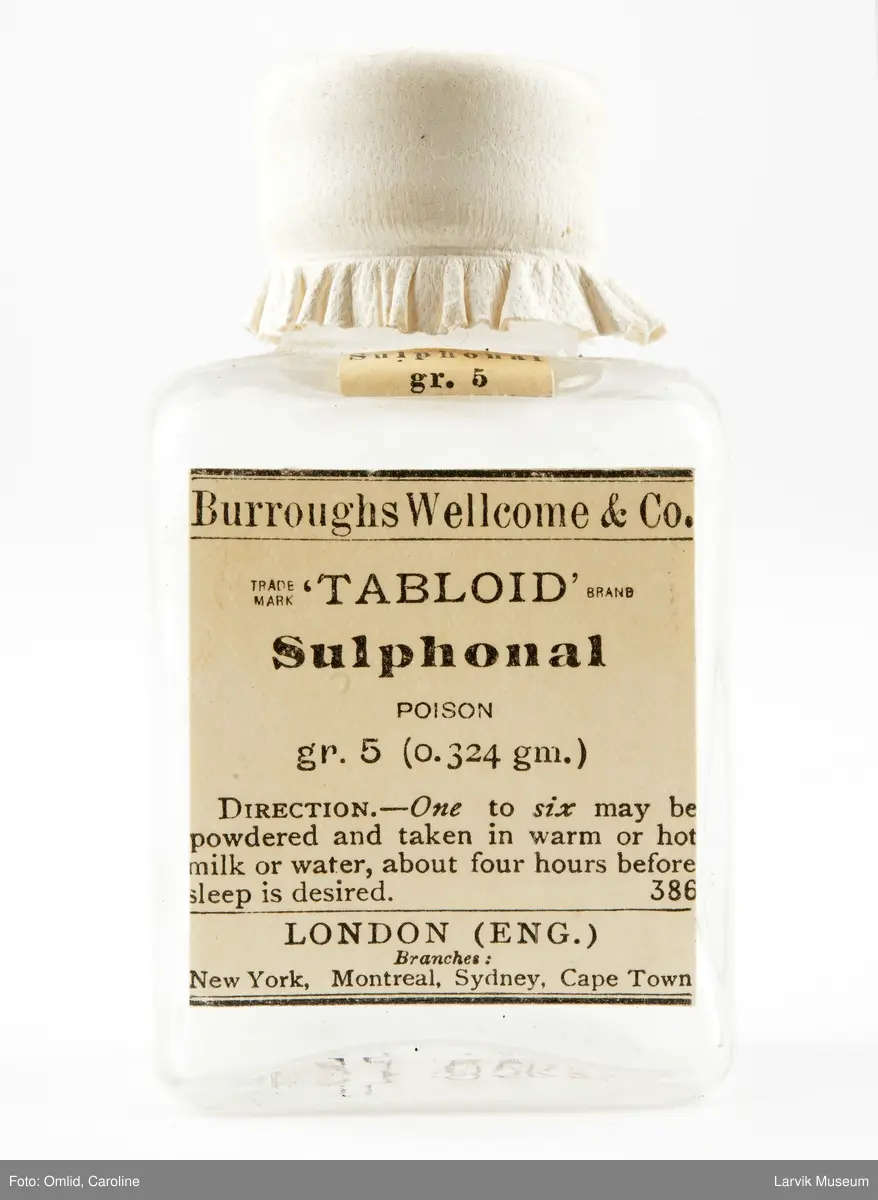 Sulphonal
gr. 5
Burroughs Wellcome & Co.
TRADE MARK 'TABLOID' BRAND
Sulphonal
POISON
gr. 5 (0.324 gm.)
DIRECTION.—One to six may be
powdered and taken in warm or hot
milk or water, about four hours before
sleep is desired. 386
LONDON (ENG.)
Branches:
New York, Montreal, Sydney, Cape Town
Foto: Omlid, Caroline
Larvik Museum